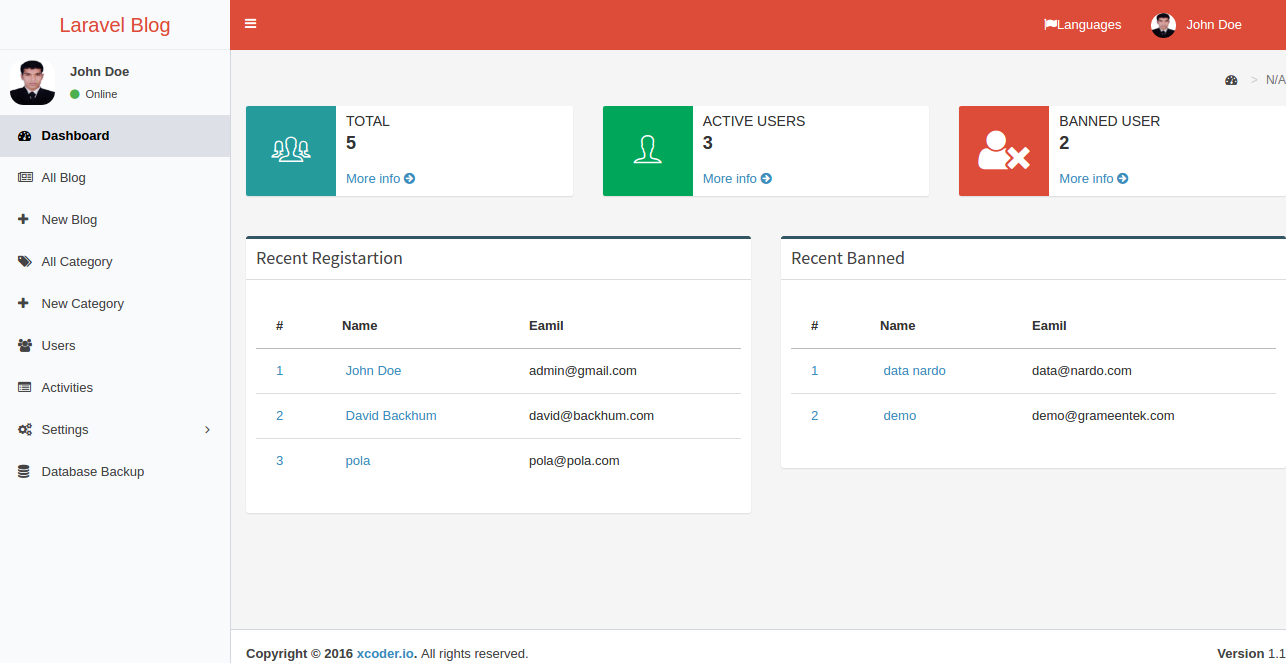 Laravel Blog
Languages
John Doe
John Doe
Online
Dashboard
All Blog
New Blog
All Category
New Category
Users
Activities
Settings
Database Backup
> N/A
TOTAL
5
More info
ACTIVE USERS
3
More info
BANNED USER
2
More info
Recent Registartion
# Name Eamil
1 John Doe admin@gmail.com
2 David Backhum david@backhum.com
3 pola pola@pola.com
Recent Banned
# Name Eamil
1 data nardo data@nardo.com
2 demo demo@grameentek.com
Copyright © 2016 xcoder.io. All rights reserved.
Version 1.1